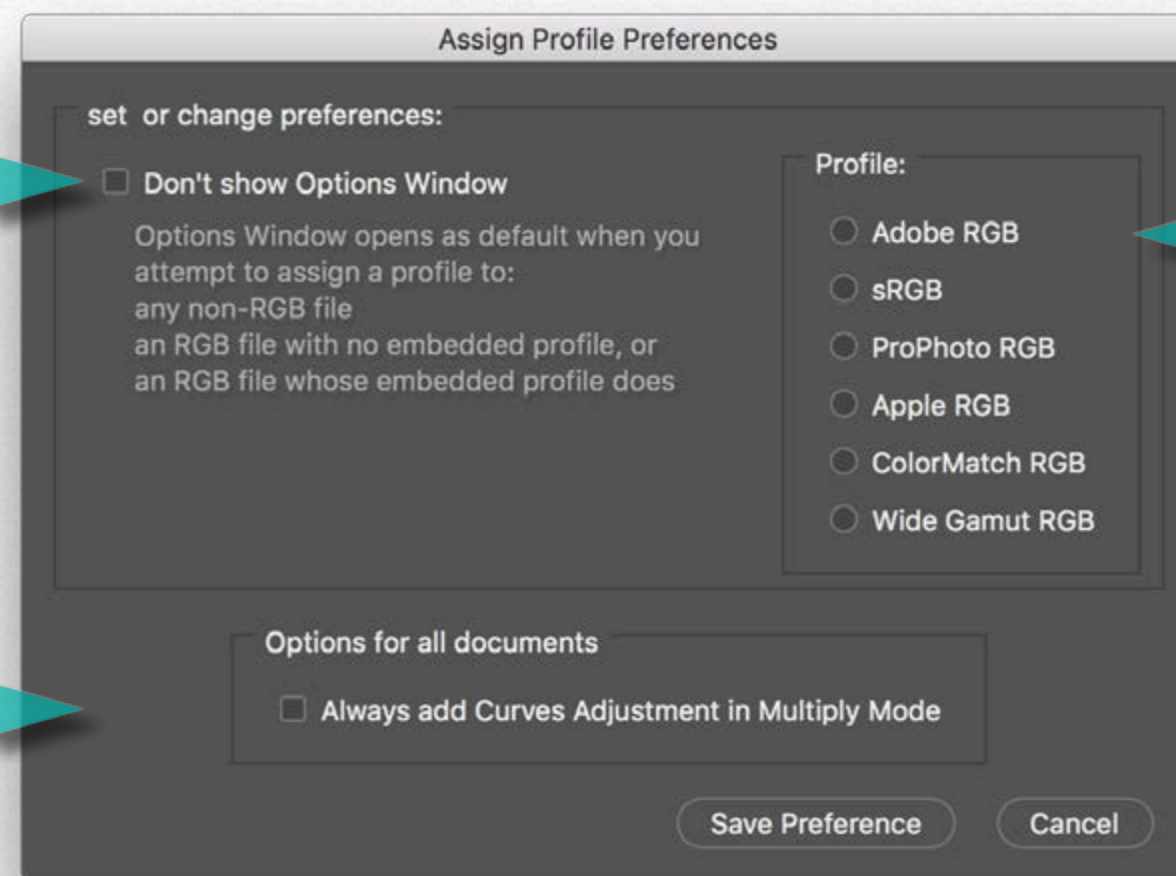 Assign Profile Preferences
set or change preferences:
Don't show Options Window
Options Window opens as default when you
attempt to assign a profile to:
any non-RGB file
an RGB file with no embedded profile, or
an RGB file whose embedded profile does
Profile:
Adobe RGB
sRGB
ProPhoto RGB
Apple RGB
ColorMatch RGB
Wide Gamut RGB
Options for all documents
Always add Curves Adjustment in Multiply Mode
Save Preference
Cancel